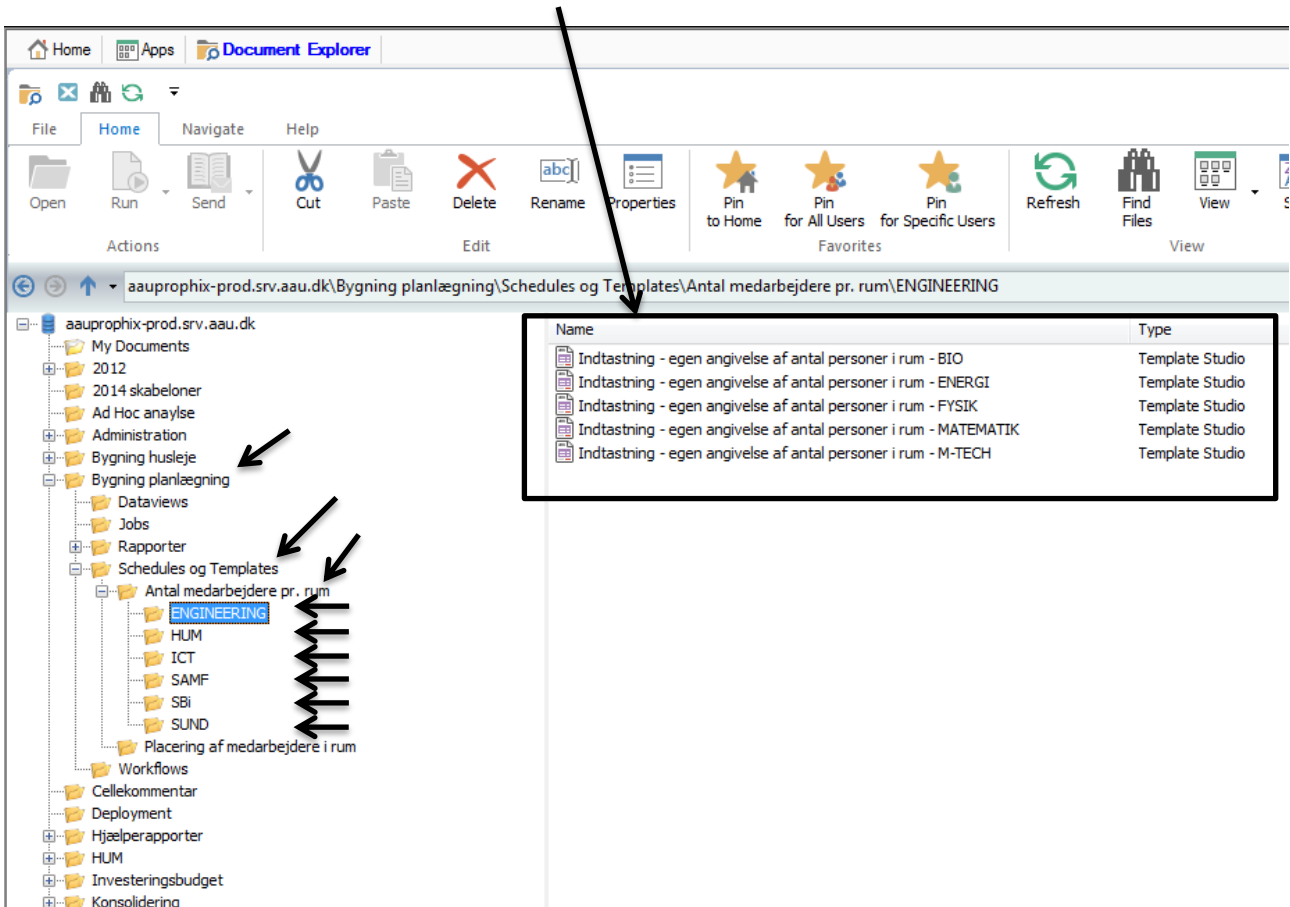 Home Apps Document Explorer
File Home Navigate Help
Open Run Send Cut Paste Delete Rename Properties Pin to Home Pin for All Users Pin for Specific Users Refresh Find Files View
Actions Edit Favorites View
aauprophix-prod.srv.aau.dk\Bygning planlægning\Schedules og Templates\Antal medarbejdere pr. rum\ENGINEERING
aauprophix-prod.srv.aau.dk
My Documents
2012
2014 skabeloner
Ad Hoc anaylse
Administration
Bygning husleje
Bygning planlægning
Dataviews
Jobs
Rapporter
Schedules og Templates
Antal medarbejdere pr. rum
ENGINEERING
HUM
ICT
SAMF
SBi
SUND
Placering af medarbejdere i rum
Workflows
Cellekommentar
Deployment
Hjælperapporter
HUM
Investeringsbudget
Konsolidering
Name Type
Indtastning - egen angivelse af antal personer i rum - BIO Template Studio
Indtastning - egen angivelse af antal personer i rum - ENERGI Template Studio
Indtastning - egen angivelse af antal personer i rum - FYSIK Template Studio
Indtastning - egen angivelse af antal personer i rum - MATEMATIK Template Studio
Indtastning - egen angivelse af antal personer i rum - M-TECH Template Studio